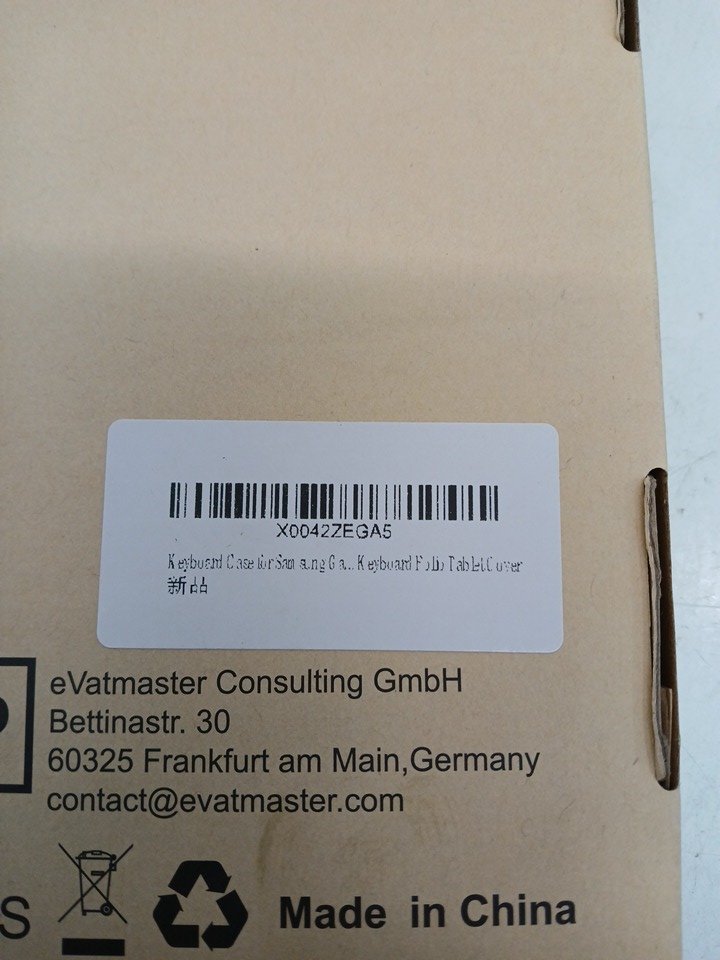 X0042ZEGA5
Keyboard Case for Samsung Ga... Keyboard Folio Tablet Cover
新品
eVatmaster Consulting GmbH
Bettinastr. 30
60325 Frankfurt am Main,Germany
contact@evatmaster.com
S
Made in China